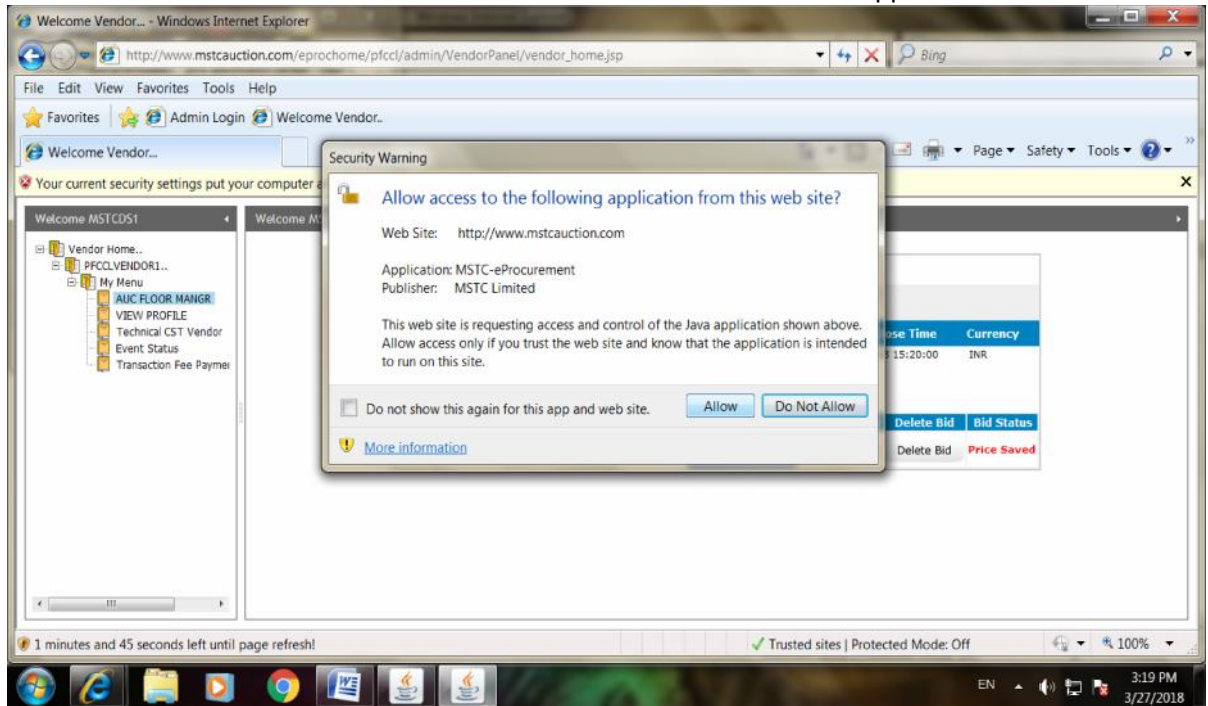 Welcome Vendor... - Windows Internet Explorer
http://www.mstcauction.com/eprochome/pfccl/admin/VendorPanel/vendor_home.jsp
Bing
File Edit View Favorites Tools Help
Favorites Admin Login Welcome Vendor..
Welcome Vendor...
Page Safety Tools
Your current security settings put your computer a
Welcome MSTCDS1
Welcome M
Vendor Home..
PFCCLVENDOR1..
My Menu
AUC FLOOR MANGR
VIEW PROFILE
Technical CST Vendor
Event Status
Transaction Fee Paymer
Security Warning
Allow access to the following application from this web site?
Web Site: http://www.mstcauction.com
Application: MSTC-eProcurement
Publisher: MSTC Limited
This web site is requesting access and control of the Java application shown above.
Allow access only if you trust the web site and know that the application is intended
to run on this site.
Do not show this again for this app and web site.
Allow Do Not Allow
More information
ose Time Currency
15:20:00 INR
Delete Bid Bid Status
Delete Bid Price Saved
1 minutes and 45 seconds left until page refresh!
Trusted sites | Protected Mode: Off
100%
EN
3:19 PM
3/27/2018